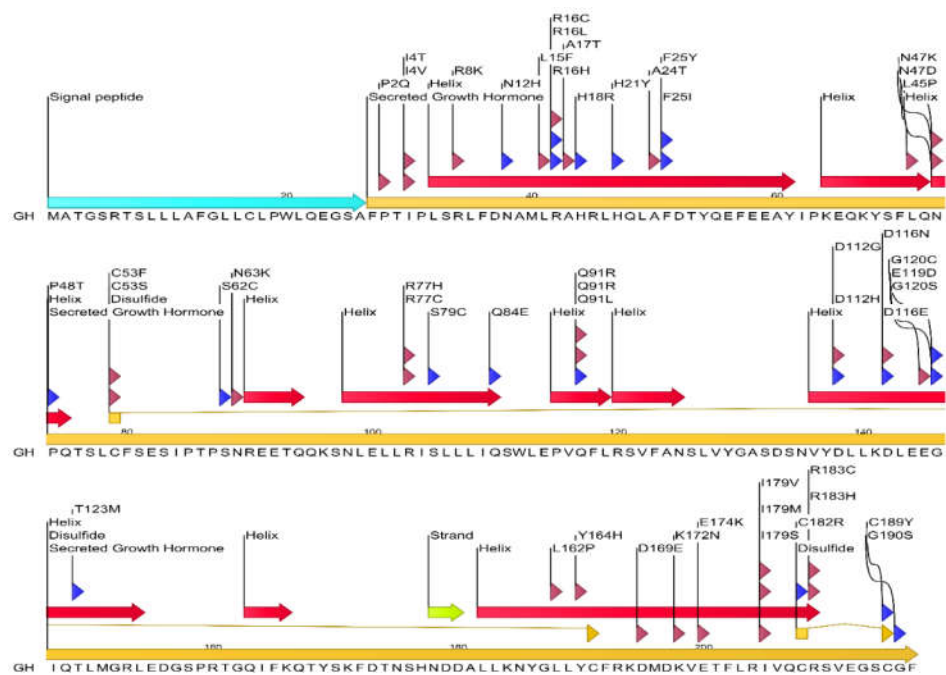 R16C
R16L
I4T A17T N47K
I4V R8K L15F F25Y N47D
P2Q Helix N12H R16H H21Y A24T L45P
Signal peptide Secreted Growth Hormone H18R F25I Helix Helix
20 40 60
GH MATGSRTSLLLAFGLLCLPWLQEGSAFPTIPLSRLFDNAMLRAHRLHQLAFDTYQEFEEAYIPKEQKYSFLQN
D116N
D112G G120C
C53F N63K R77H Q91R E119D
P48T C53S S62C R77C Q91R G120S
Helix Disulfide Helix S79C Q84E Q91L D112H
Secreted Growth Hormone Helix Helix Helix Helix D116E
80 100 120 140
GH PQTSLCFSESIPTPSNREETQQKSNLELLRISLLLIQSWLEPVQFLRSVFANSLVYGASDSNVYDLLKDLEEG
I179V R183C
T123M I179M R183H
Helix E174K C182R C189Y
Disulfide Helix Strand Y164H K172N I179S Disulfide G190S
Secreted Growth Hormone Helix L162P D169E
160 180 200
GH IQTLMGRLEDGSPRTGQIFKQTYSKFDTNSHNDDALLKNYGLLYCFRKDMDKVETFLRIVQCRSVEGSCGF